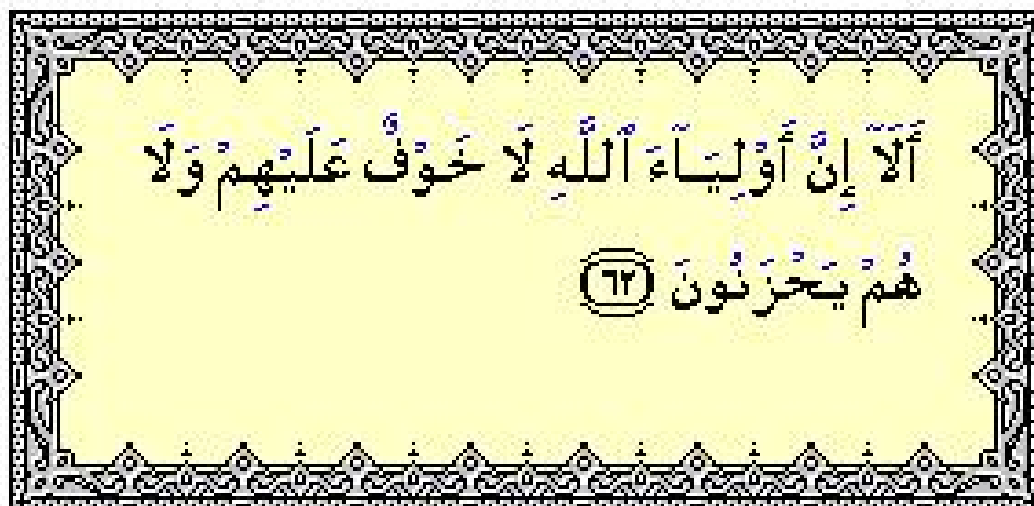 أَلَآ إِنَّ أَوْلِيَآءَ ٱللَّهِ لَا خَوْفٌ عَلَيْهِمْ وَلَا
هُمْ يَحْزَنُونَ ٦٢